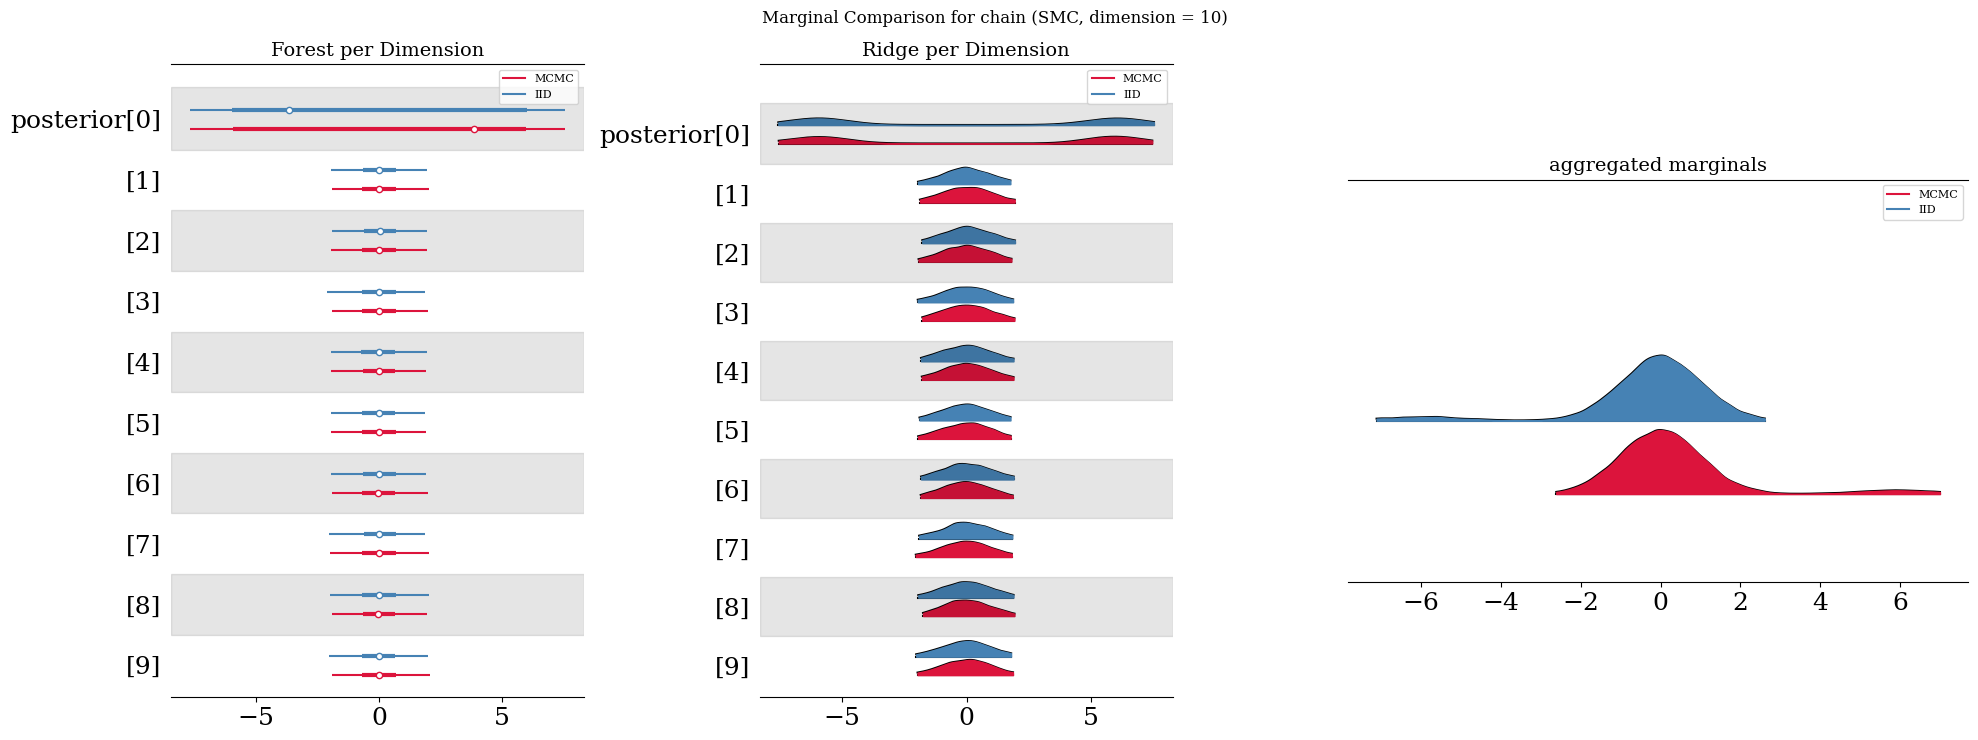 Marginal Comparison for chain (SMC, dimension = 10)
Forest per Dimension
MCMC
IID
posterior[0]
[1]
[2]
[3]
[4]
[5]
[6]
[7]
[8]
[9]
−5 0 5
Ridge per Dimension
MCMC
IID
posterior[0]
[1]
[2]
[3]
[4]
[5]
[6]
[7]
[8]
[9]
−5 0 5
aggregated marginals
MCMC
IID
−6 −4 −2 0 2 4 6